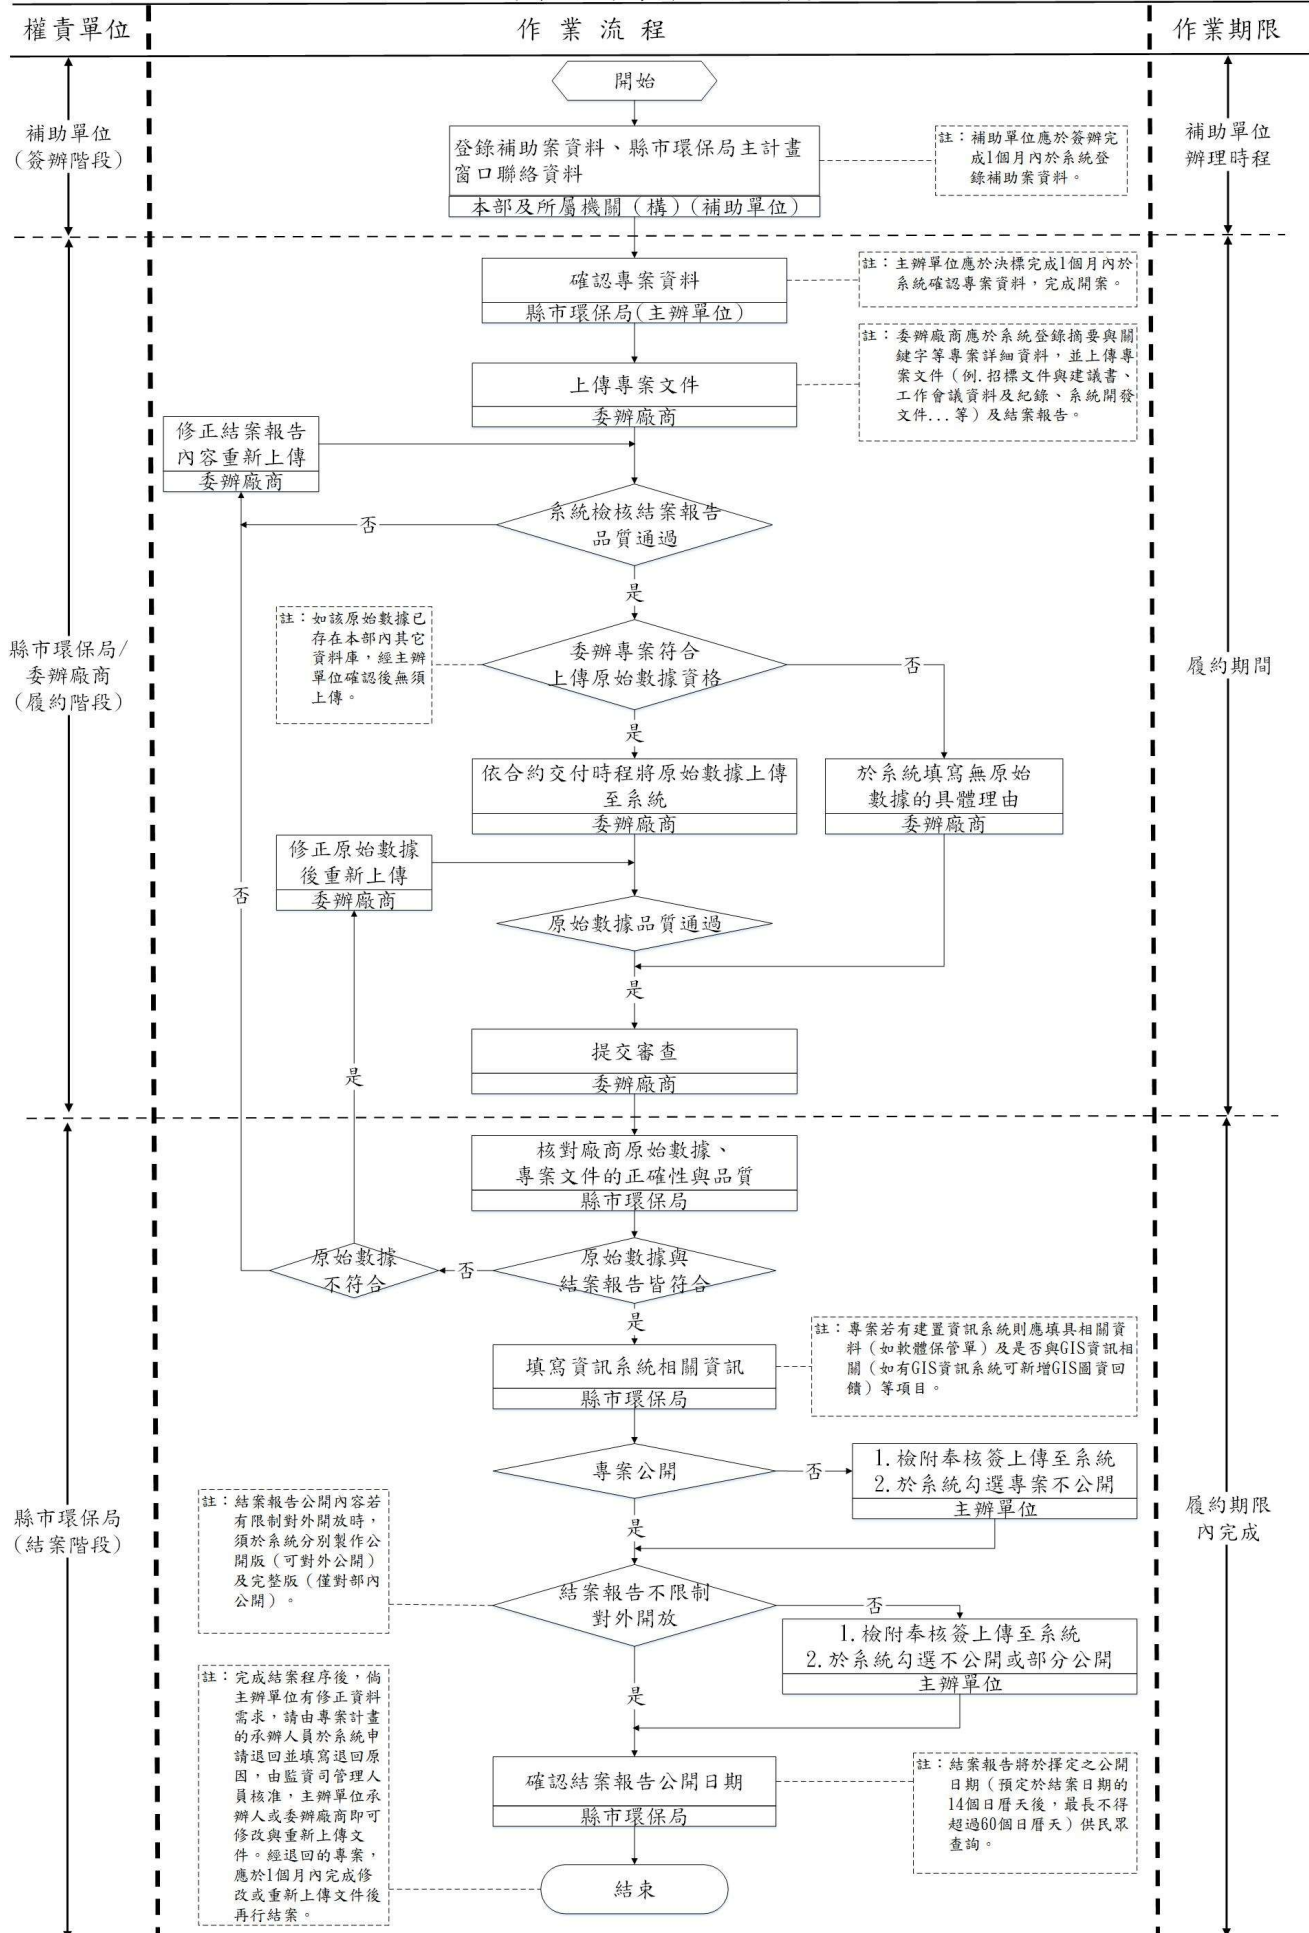 權責單位
作業流程
作業期限
開始
補助單位
(簽辦階段)
登錄補助案資料、縣市環保局主計畫
窗口聯絡資料
本部及所屬機關（構）(補助單位)
註：補助單位應於簽辦完
成1個月內於系統登
錄補助案資料。
補助單位
辦理時程
確認專案資料
縣市環保局(主辦單位)
註：主辦單位應於決標完成1個月內於
系統確認專案資料，完成開案。
上傳專案文件
委辦廠商
註：委辦廠商應於系統登錄摘要與關
鍵字等專案詳細資料，並上傳專
案文件（例.招標文件與建議書、
工作會議資料及紀錄、系統開發
文件...等）及結案報告。
修正結案報告
內容重新上傳
委辦廠商
系統檢核結案報告
品質通過
否
是
註：如該原始數據已
存在本部內其它
資料庫，經主辦
單位確認後無須
上傳。
委辦專案符合
上傳原始數據資格
否
是
縣市環保局/
委辦廠商
(履約階段)
履約期間
依合約交付時程將原始數據上傳
至系統
委辦廠商
於系統填寫無原始
數據的具體理由
委辦廠商
修正原始數據
後重新上傳
委辦廠商
否
原始數據品質通過
是
提交審查
委辦廠商
是
核對廠商原始數據、
專案文件的正確性與品質
縣市環保局
原始數據
不符合
否
原始數據與
結案報告皆符合
是
填寫資訊系統相關資訊
縣市環保局
註：專案若有建置資訊系統則應填具相關資
料（如軟體保管單）及是否與GIS資訊相
關（如有GIS資訊系統可新增GIS圖資回
饋）等項目。
專案公開
否
1.檢附奉核簽上傳至系統
2.於系統勾選專案不公開
主辦單位
是
縣市環保局
(結案階段)
履約期限
內完成
註：結案報告公開內容若
有限制對外開放時，
須於系統分別製作公
開版（可對外公開）
及完整版（僅對部內
公開）。
結案報告不限制
對外開放
否
1.檢附奉核簽上傳至系統
2.於系統勾選不公開或部分公開
主辦單位
是
註：完成結案程序後，倘
主辦單位有修正資料
需求，請由專案計畫
的承辦人員於系統申
請退回並填寫退回原
因，由監資司管理人
員核准，主辦單位承
辦人或委辦廠商即可
修改與重新上傳文
件。經退回的專案，
應於1個月內完成修
改或重新上傳文件後
再行結案。
確認結案報告公開日期
縣市環保局
註：結案報告將於擇定之公開
日期（預定於結案日期的
14個日曆天後，最長不得
超過60個日曆天）供民眾
查詢。
結束